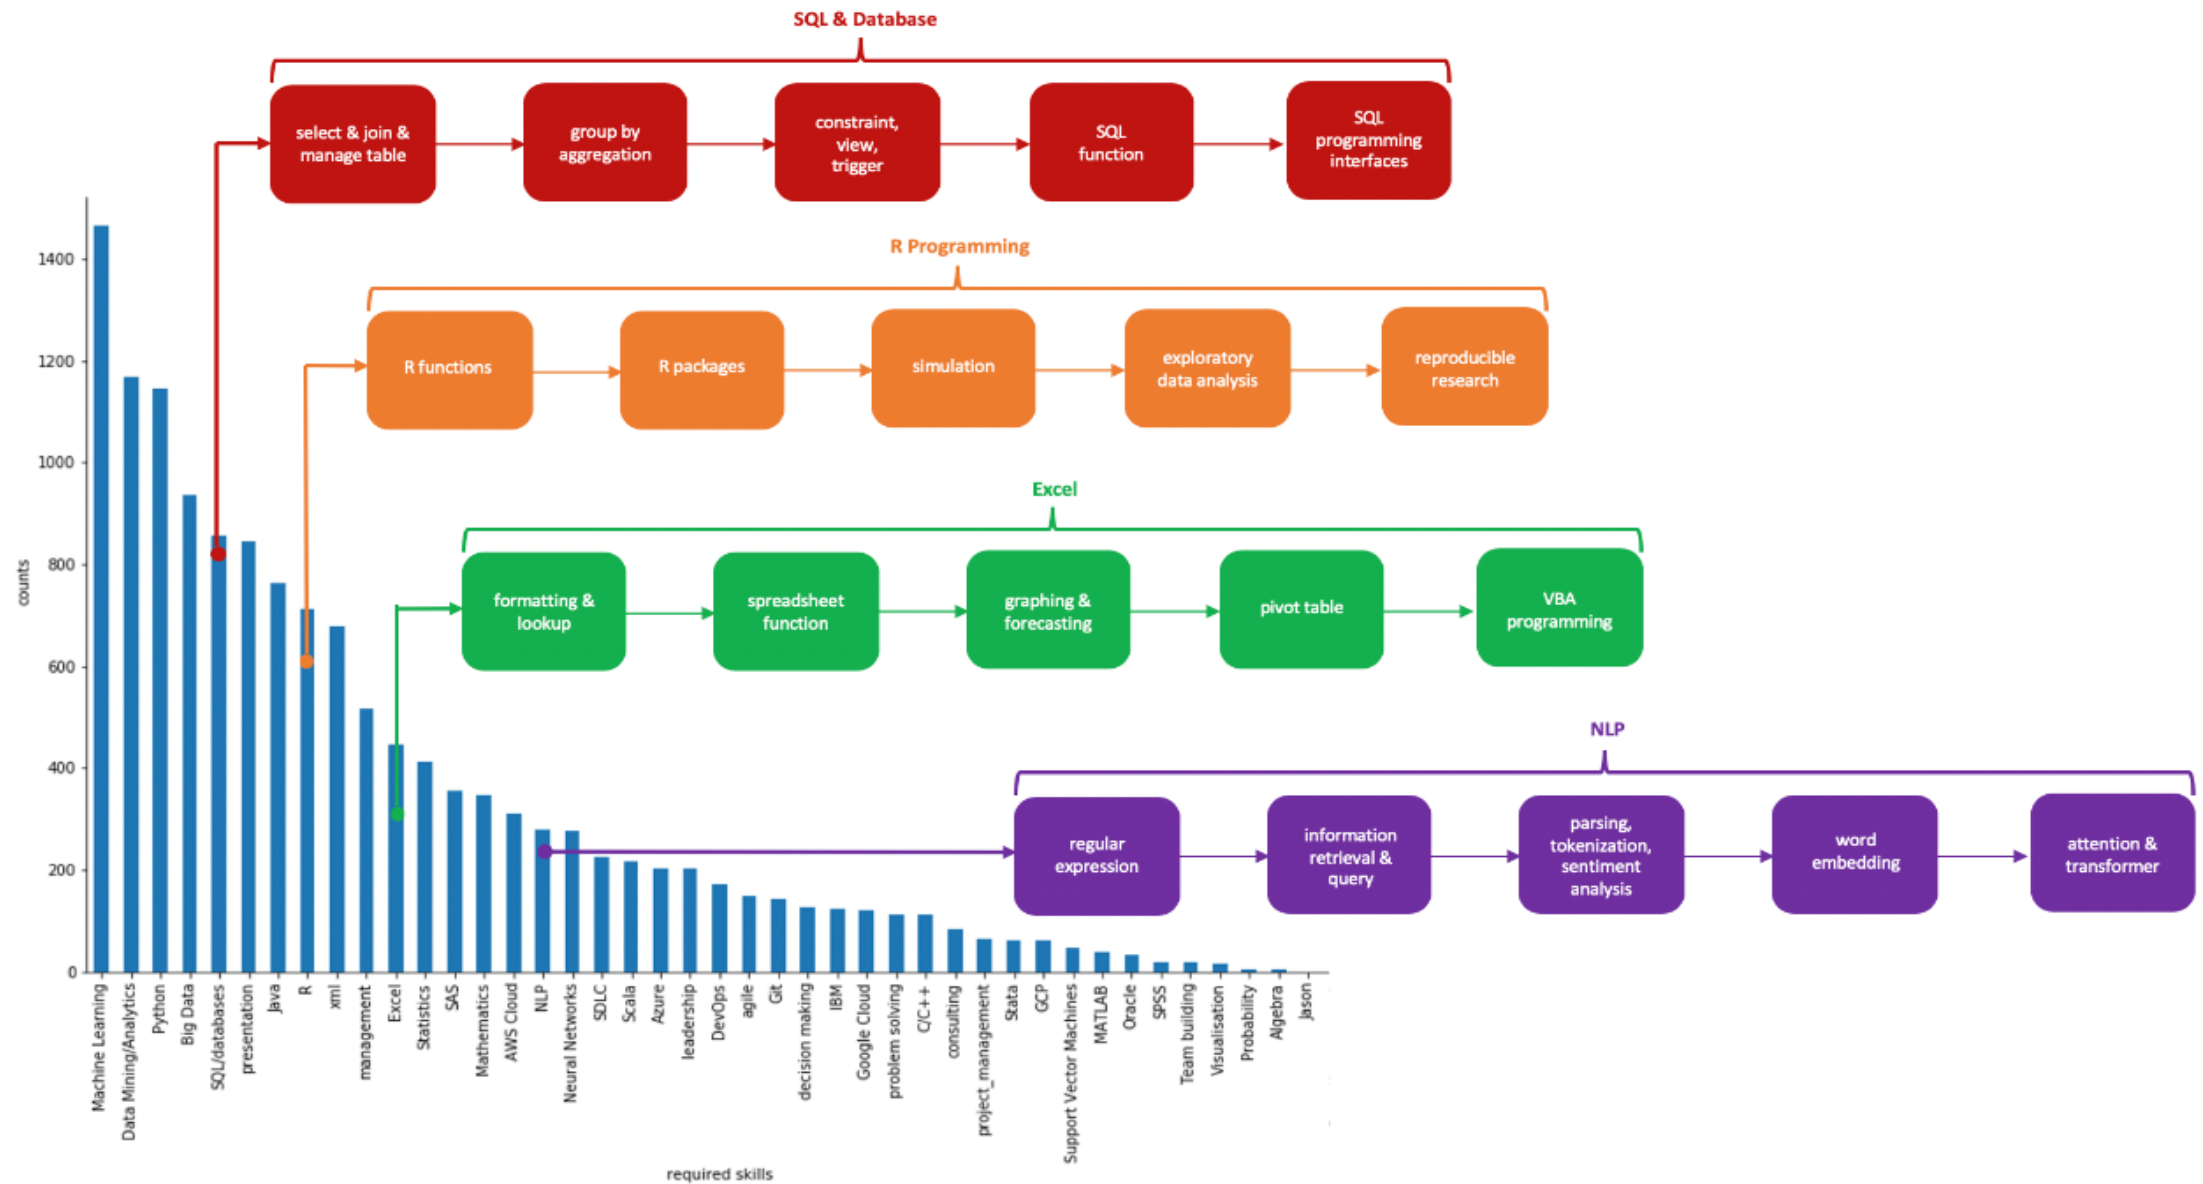 SQL & Database
select & join &
manage table
group by
aggregation
constraint,
view,
trigger
SQL
function
SQL
programming
interfaces
R Programming
R functions
R packages
simulation
exploratory
data analysis
reproducible
research
Excel
formatting &
lookup
spreadsheet
function
graphing &
forecasting
pivot table
VBA
programming
NLP
regular
expression
information
retrleval &
query
parsing,
tokenization,
sentiment
analysis
word
embedding
attention &
transformer
counts
1400
1200
1000
800
600
400
200
0
Machine Learning
Data Mining/Analytics
Python
Big Data
SQL/databases
presentation
Java
R
xml
management
Excel
Statistics
SAS
Mathematics
AWS Cloud
NLP
Neural Networks
SDLC
Scala
Azure
leadership
DevOps
agile
Git
decision making
IBM
Google Cloud
problem solving
C/C++
consulting
project_management
Stata
GCP
Support Vector Machines
MATLAB
Oracle
SPSS
Team building
Visualisation
Probability
Algebra
Jason
required skills